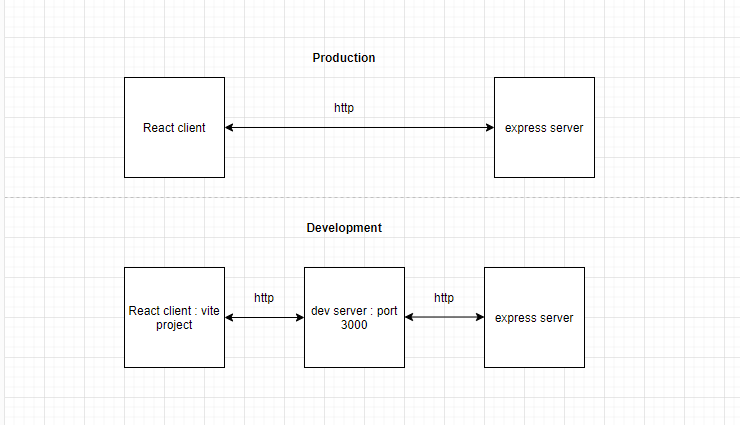 Production
http
React client
express server
Development
http
http
React client : vite
project
dev server : port
3000
express server